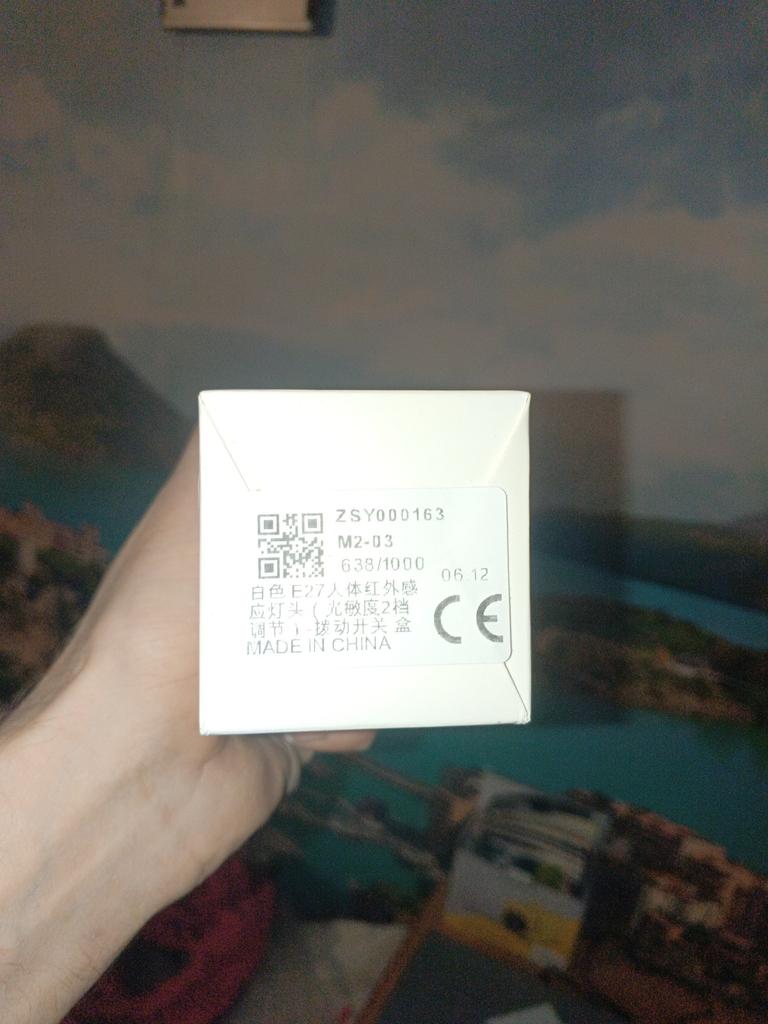 ZSY000163
M2-03
638/1000
06.12
白色 E27人体红外感
应灯头（光敏度2档
调节）-拨动开关 盒
MADE IN CHINA
CE